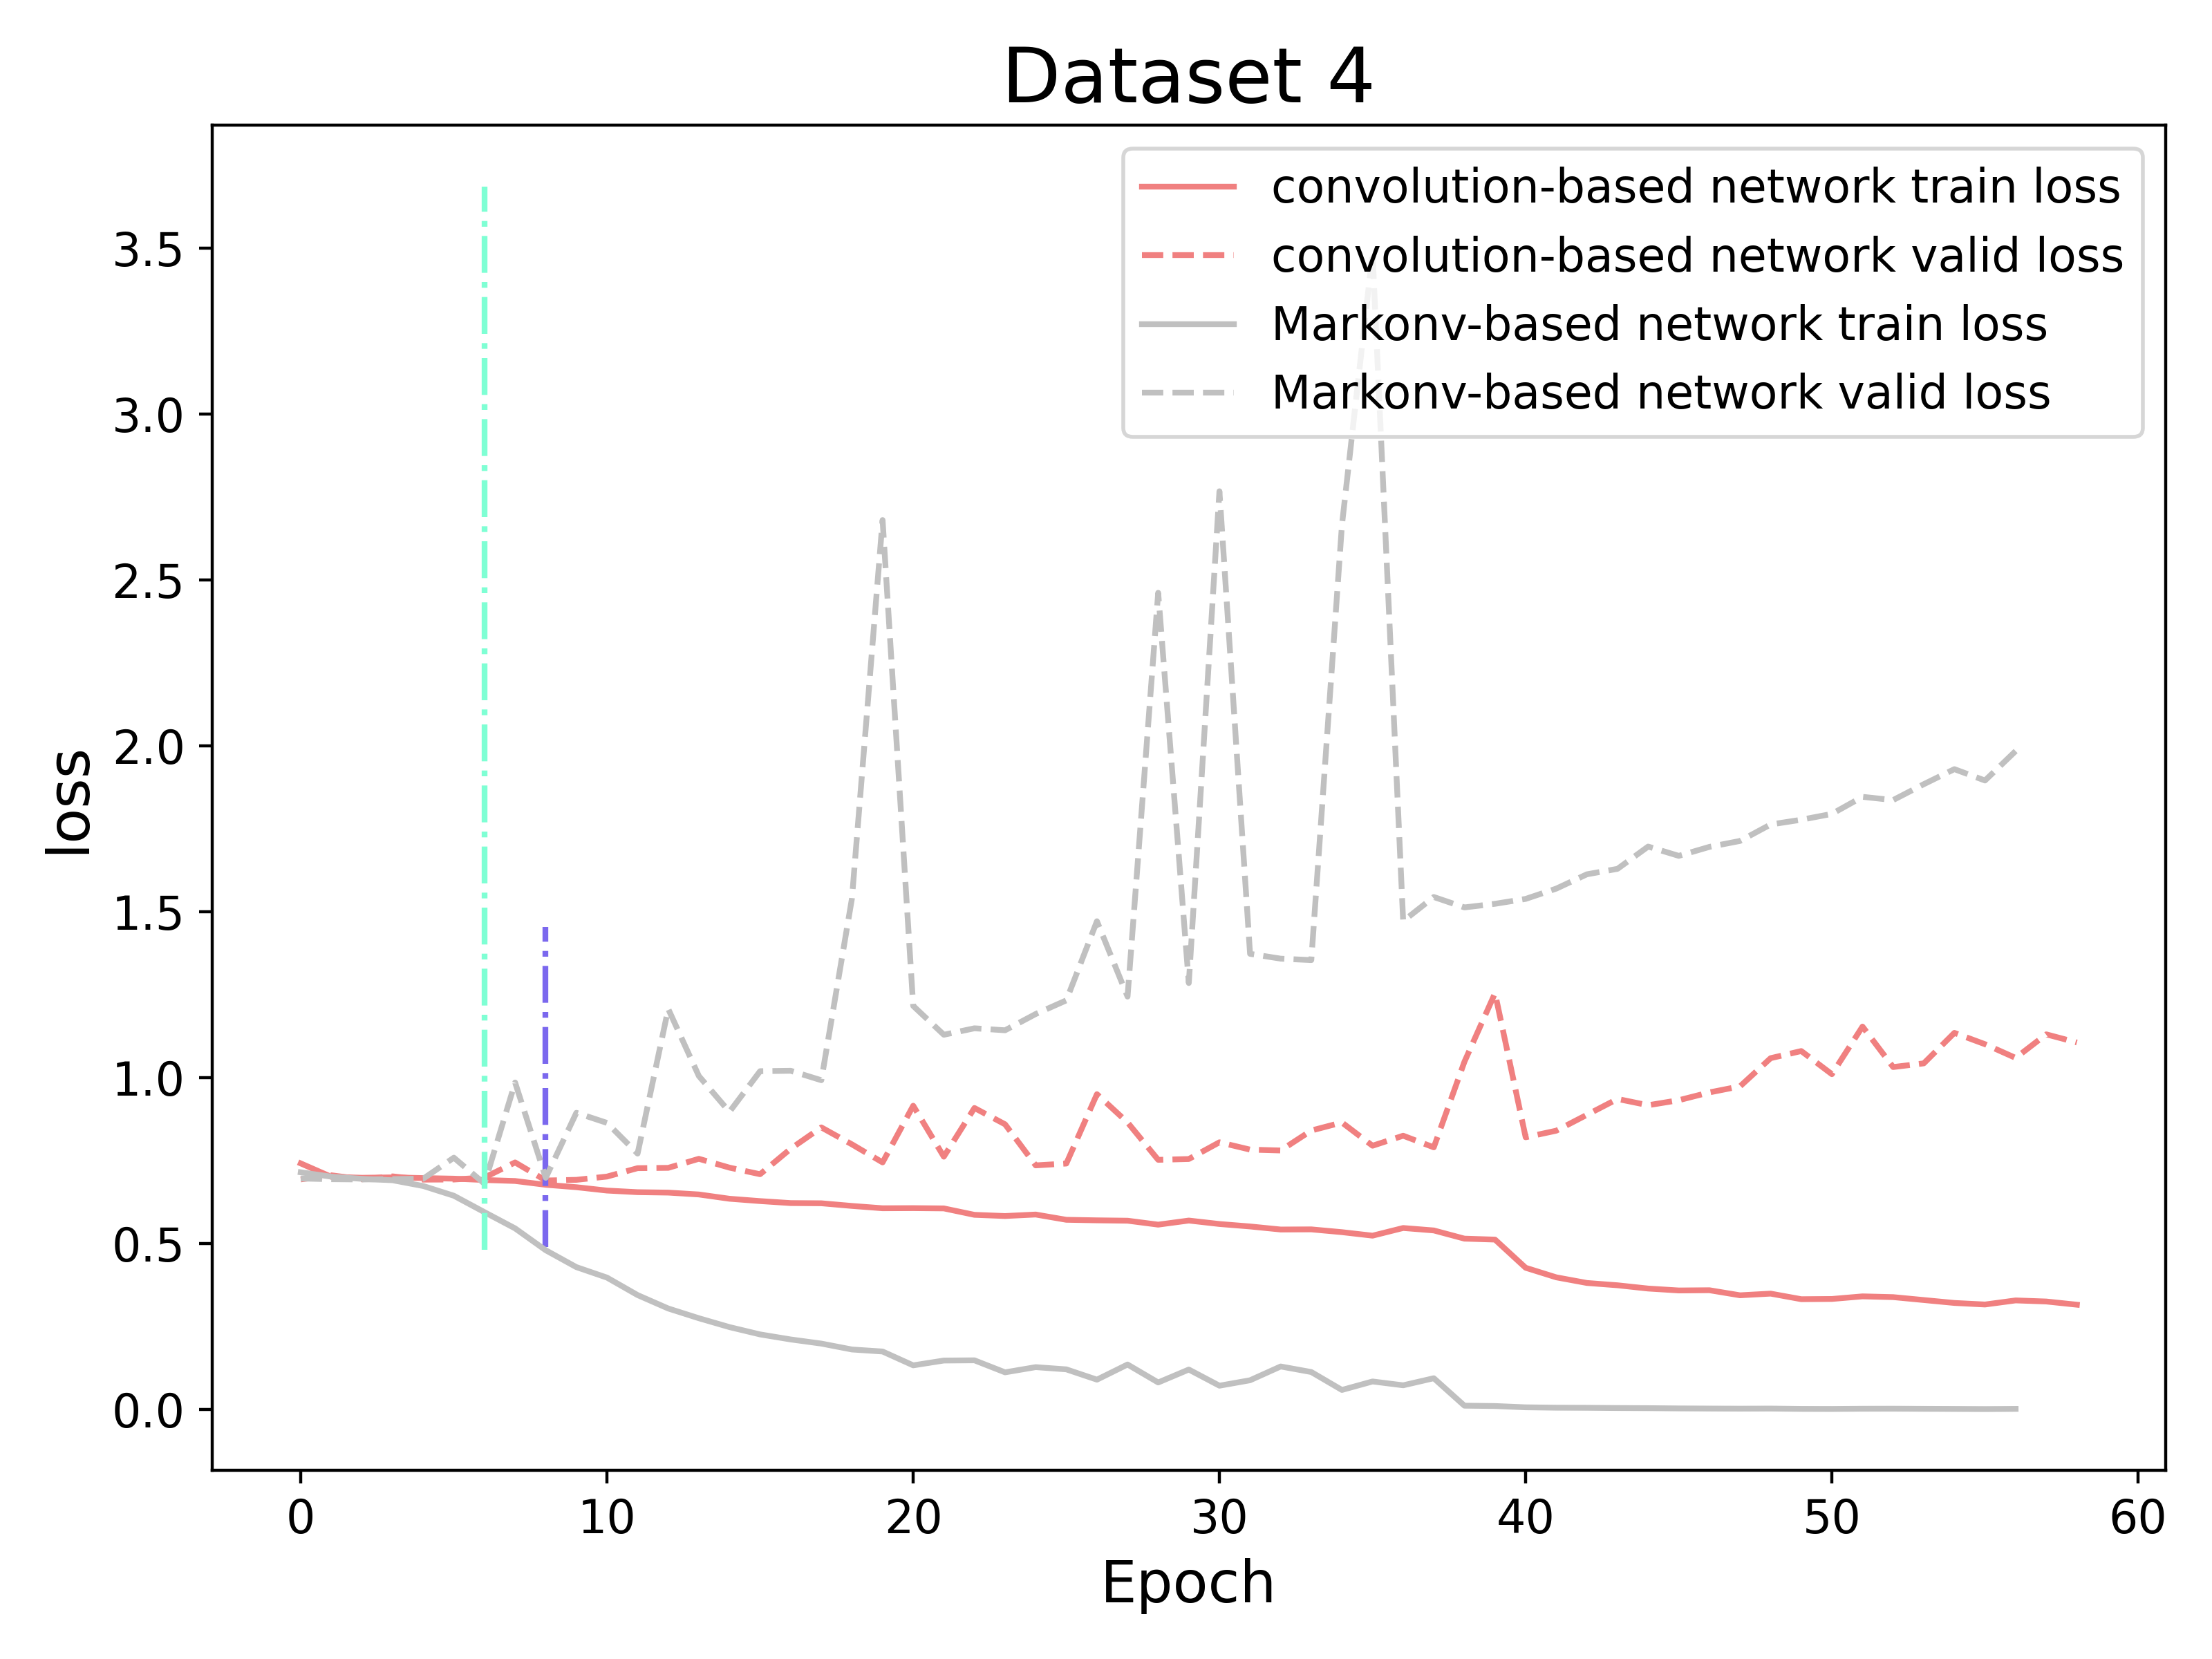 Dataset 4
convolution-based network train loss
convolution-based network valid loss
Markonv-based network train loss
Markonv-based network valid loss
3.5
3.0
2.5
2.0
1.5
1.0
0.5
0.0
loss
0 10 20 30 40 50 60
Epoch